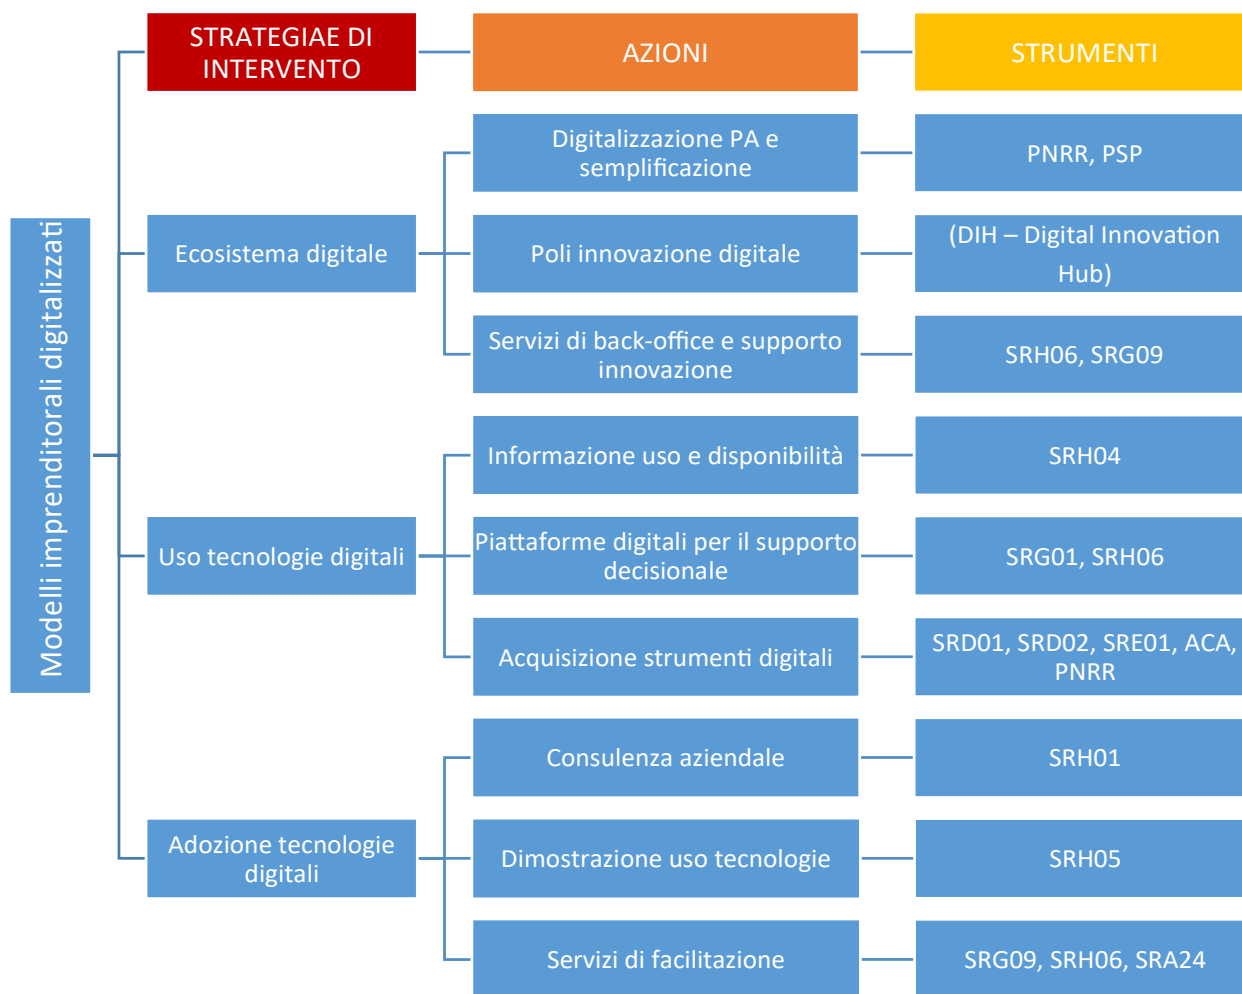 STRATEGIAE DI
INTERVENTO
AZIONI
STRUMENTI
Modelli imprenditorali digitalizzati
Ecosistema digitale
Digitalizzazione PA e
semplificazione
PNRR, PSP
Poli innovazione digitale
(DIH – Digital Innovation
Hub)
Servizi di back-office e supporto
innovazione
SRH06, SRG09
Uso tecnologie digitali
Informazione uso e disponibilità
SRH04
Piattaforme digitali per il supporto
decisionale
SRG01, SRH06
Acquisizione strumenti digitali
SRD01, SRD02, SRE01, ACA,
PNRR
Adozione tecnologie
digitali
Consulenza aziendale
SRH01
Dimostrazione uso tecnologie
SRH05
Servizi di facilitazione
SRG09, SRH06, SRA24